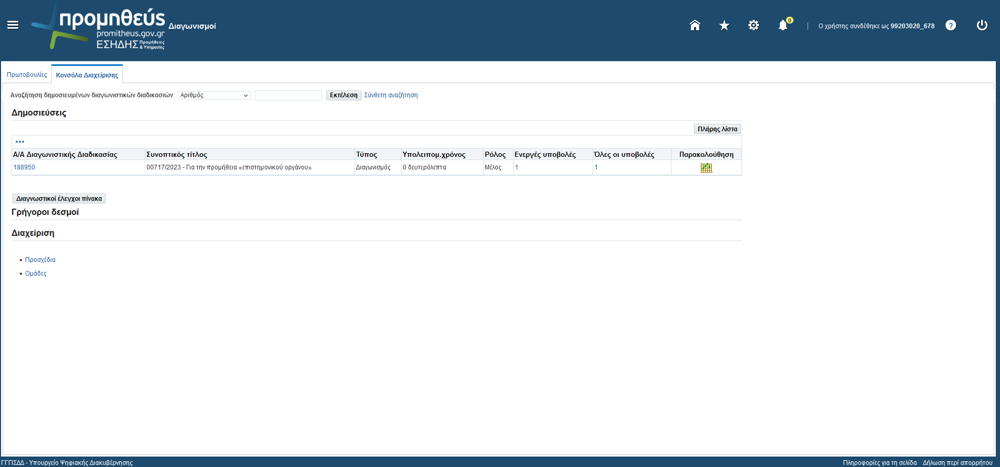 προμηθεύς
promitheus.gov.gr
ΕΣΗΔΗΣ Προμήθειες & Υπηρεσίες
Διαγωνισμοί
0
Ο χρήστης συνδέθηκε ως 99203020_678
?
Πρωτοβουλίες Κονσόλα Διαχείρισης
Αναζήτηση δημοσιευμένων διαγωνιστικών διαδικασιών Αριθμός Εκτέλεση Σύνθετη αναζήτηση
Δημοσιεύσεις
Πλήρης λίστα
Α/Α Διαγωνιστικής Διαδικασίας Συνοπτικός τίτλος Τύπος Υπολειπομ.χρόνος Ρόλος Ενεργές υποβολές Όλες οι υποβολές Παρακολούθηση
188950 00717/2023 - Για την προμήθεια «επιστημονικού οργάνου» Διαγωνισμός 0 δευτερόλεπτα Μέλος 1 1
Διαγνωστικοί έλεγχοι πίνακα
Γρήγοροι δεσμοί
Διαχείριση
• Προσχέδια
• Ομάδες
ΓΓΠΣΔΔ - Υπουργείο Ψηφιακής Διακυβέρνησης Πληροφορίες για τη σελίδα Δήλωση περί απορρήτου